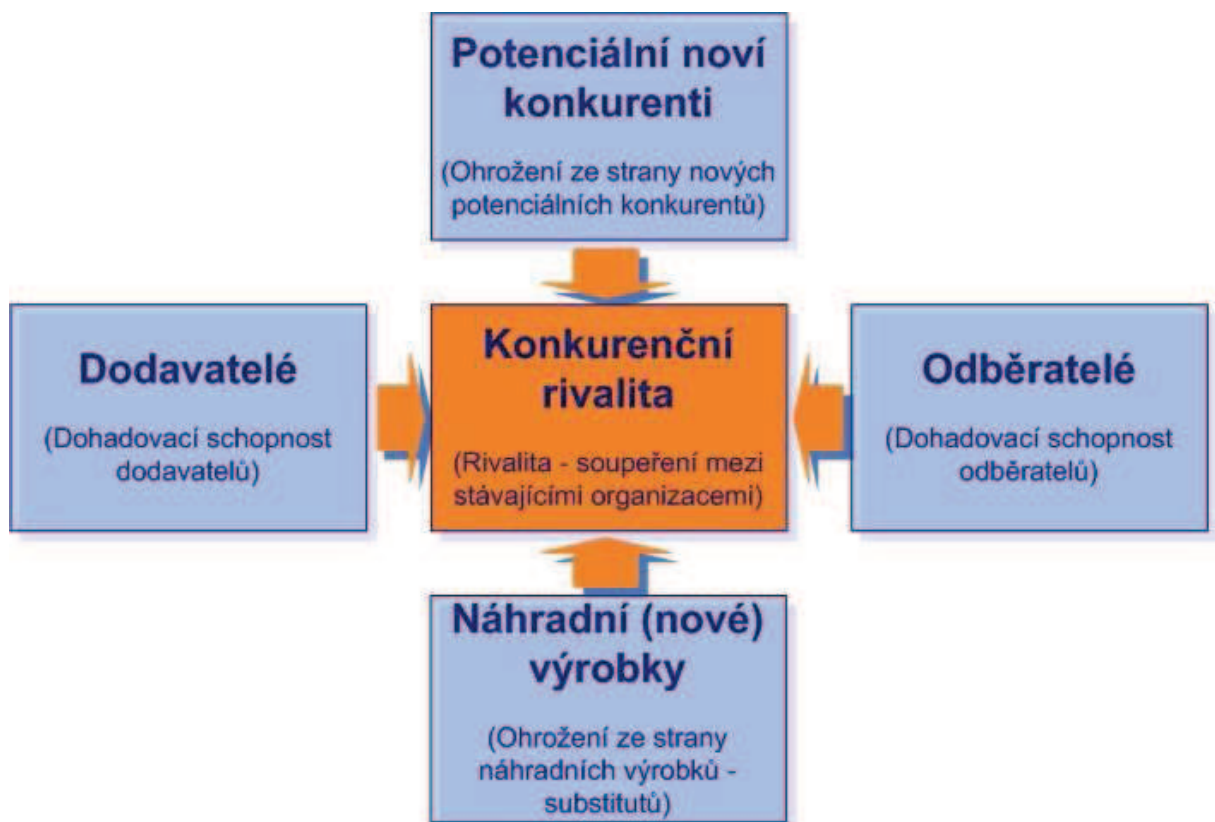 Potenciální noví
konkurenti
(Ohrožení ze strany nových
potenciálních konkurentů)
Dodavatelé
(Dohadovací schopnost
dodavatelů)
Konkurenční
rivalita
(Rivalita - soupeření mezi
stávajícími organizacemi)
Odběratelé
(Dohadovací schopnost
odběratelů)
Náhradní (nové)
výrobky
(Ohrožení ze strany
náhradních výrobků -
substitutů)